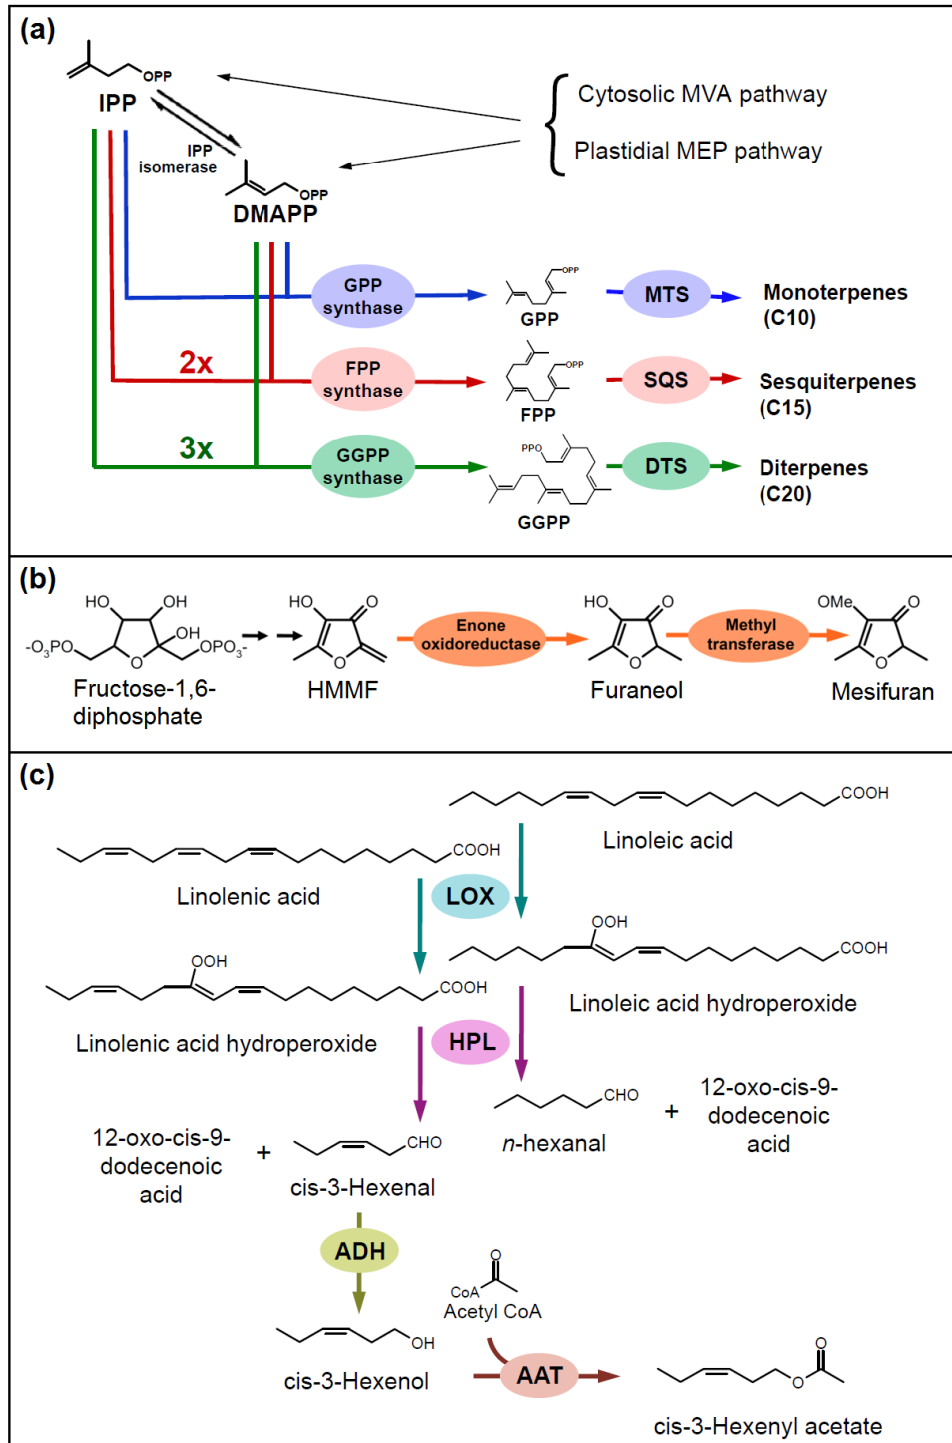 (a)
OPP
IPP
Cytosolic MVA pathway
Plastidial MEP pathway
IPP
isomerase
OPP
DMAPP
GPP
synthase
OPP
GPP
MTS
Monoterpenes
(C10)
2x
FPP
synthase
OPP
FPP
SQS
Sesquiterpenes
(C15)
3x
GGPP
synthase
PPO
GGPP
DTS
Diterpenes
(C20)
(b)
HO
OH
OH
-O3PO
O
OPO3-
Fructose-1,6-
diphosphate
HO
O
O
HMMF
Enone
oxidoreductase
HO
O
O
Furaneol
Methyl
transferase
OMe
O
O
Mesifuran
(c)
COOH
Linoleic acid
COOH
Linolenic acid
LOX
OOH
COOH
Linoleic acid hydroperoxide
OOH
COOH
Linolenic acid hydroperoxide
HPL
CHO
n-hexanal
+
12-oxo-cis-9-
dodecenoic
acid
12-oxo-cis-9-
dodecenoic
acid
+
CHO
cis-3-Hexenal
ADH
O
CoA
Acetyl CoA
OH
cis-3-Hexenol
AAT
O
O
cis-3-Hexenyl acetate